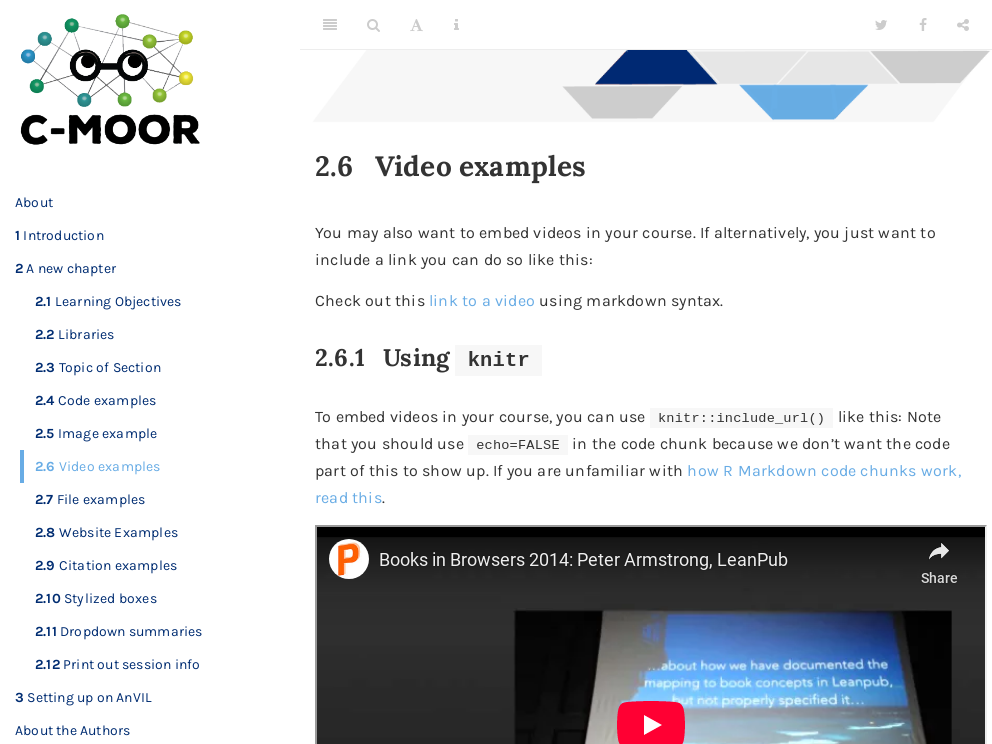 C-MOOR
About
1 Introduction
2 A new chapter
2.1 Learning Objectives
2.2 Libraries
2.3 Topic of Section
2.4 Code examples
2.5 Image example
2.6 Video examples
2.7 File examples
2.8 Website Examples
2.9 Citation examples
2.10 Stylized boxes
2.11 Dropdown summaries
2.12 Print out session info
3 Setting up on AnVIL
About the Authors
2.6 Video examples
You may also want to embed videos in your course. If alternatively, you just want to
include a link you can do so like this:
Check out this link to a video using markdown syntax.
2.6.1 Using knitr
To embed videos in your course, you can use knitr::include_url() like this: Note
that you should use echo=FALSE in the code chunk because we don’t want the code
part of this to show up. If you are unfamiliar with how R Markdown code chunks work,
read this.
Books in Browsers 2014: Peter Armstrong, LeanPub
Share
...about how we have documented the
mapping to book concepts in Leanpub,
but not properly specified it...